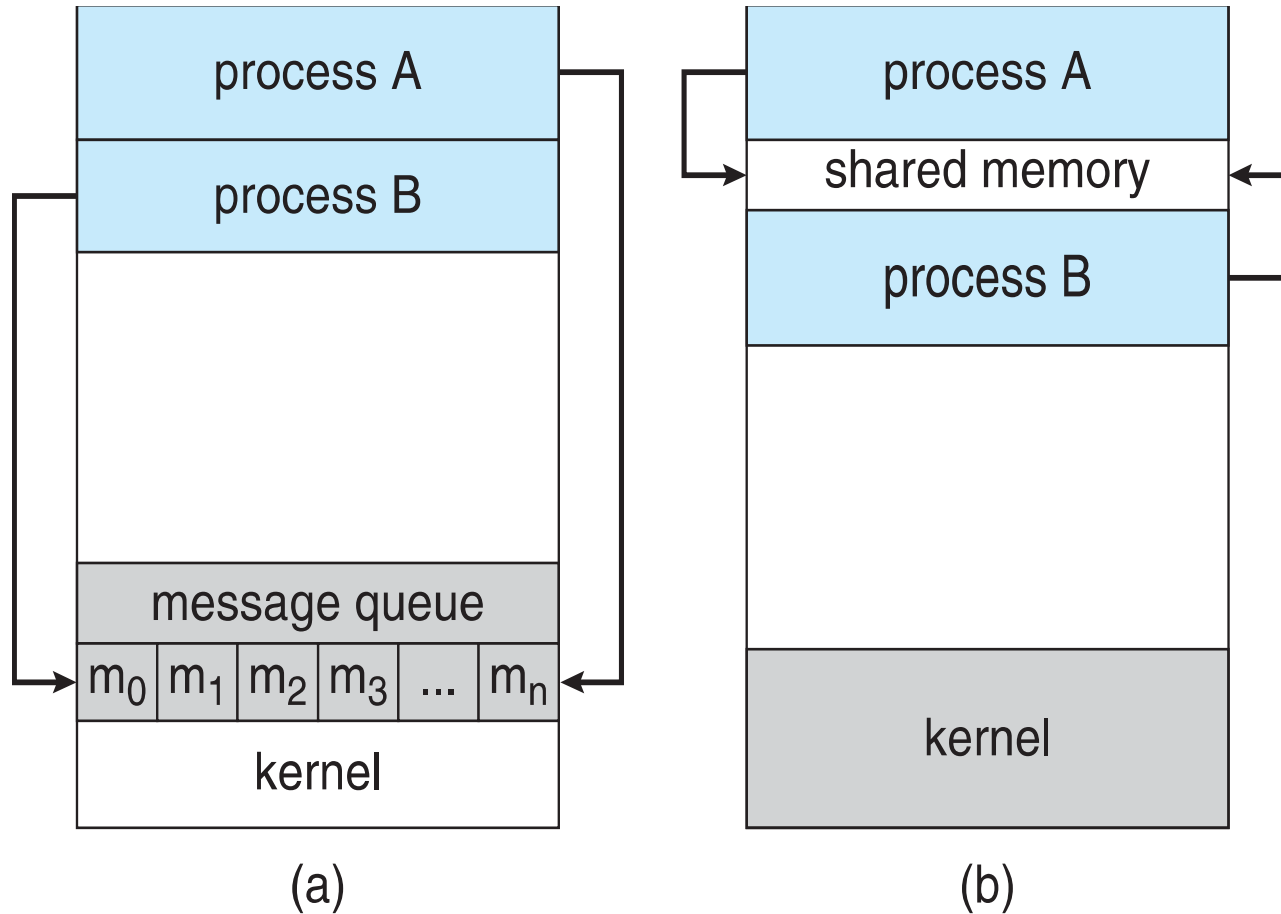 process A
process B
message queue
m0 m1 m2 m3 ... mn
kernel
(a)
process A
shared memory
process B
kernel
(b)